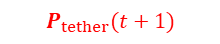 P_tether(t + 1)